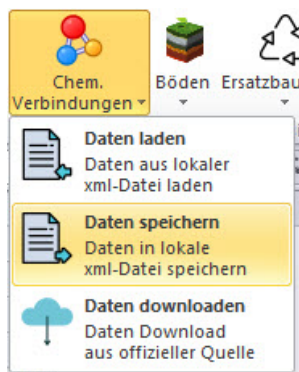 Chem.
Verbindungen
Böden
Daten laden
Daten aus lokaler
xml-Datei laden
Daten speichern
Daten in lokale
xml-Datei speichern
Daten downloaden
Daten Download
aus offizieller Quelle